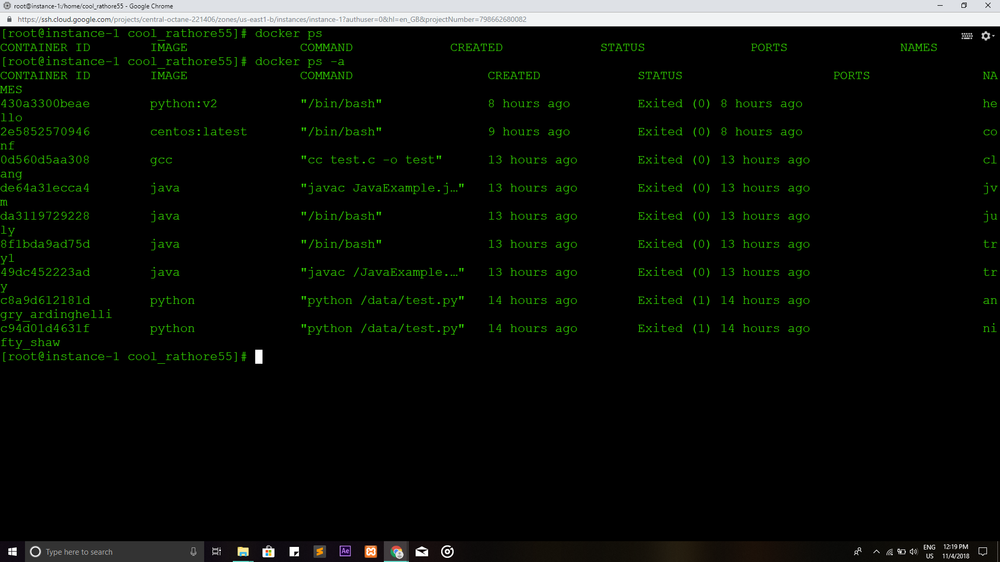 root@instance-1:/home/cool_rathore55 - Google Chrome
https://ssh.cloud.google.com/projects/central-octane-221406/zones/us-east1-b/instances/instance-1?authuser=0&hl=en_GB&projectNumber=798662680082
[root@instance-1 cool_rathore55]# docker ps
CONTAINER ID IMAGE COMMAND CREATED STATUS PORTS NAMES
[root@instance-1 cool_rathore55]# docker ps -a
CONTAINER ID IMAGE COMMAND CREATED STATUS PORTS NA
MES
430a3300beae python:v2 "/bin/bash" 8 hours ago Exited (0) 8 hours ago he
llo
2e5852570946 centos:latest "/bin/bash" 9 hours ago Exited (0) 8 hours ago co
nf
0d560d5aa308 gcc "cc test.c -o test" 13 hours ago Exited (0) 13 hours ago cl
ang
de64a31ecca4 java "javac JavaExample.j…" 13 hours ago Exited (0) 13 hours ago jv
m
da3119729228 java "/bin/bash" 13 hours ago Exited (0) 13 hours ago ju
ly
8f1bda9ad75d java "/bin/bash" 13 hours ago Exited (0) 13 hours ago tr
y1
49dc452223ad java "javac /JavaExample.…" 13 hours ago Exited (0) 13 hours ago tr
y
c8a9d612181d python "python /data/test.py" 14 hours ago Exited (1) 14 hours ago an
gry_ardinghelli
c94d01d4631f python "python /data/test.py" 14 hours ago Exited (1) 14 hours ago ni
fty_shaw
[root@instance-1 cool_rathore55]#
Type here to search
Ae
ENG
US
12:19 PM
11/4/2018